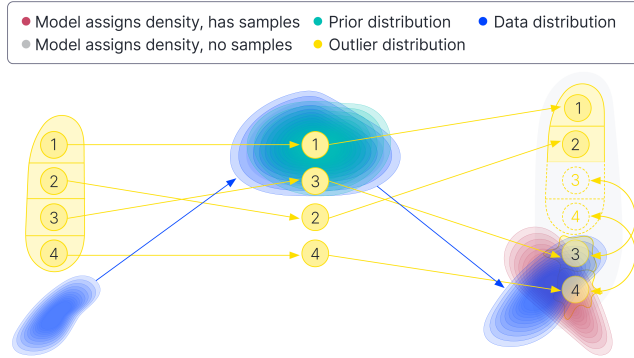 Model assigns density, has samples Prior distribution Data distribution
Model assigns density, no samples Outlier distribution
1 1 1
2 3 2
3 2 3
4 4 4
3
4